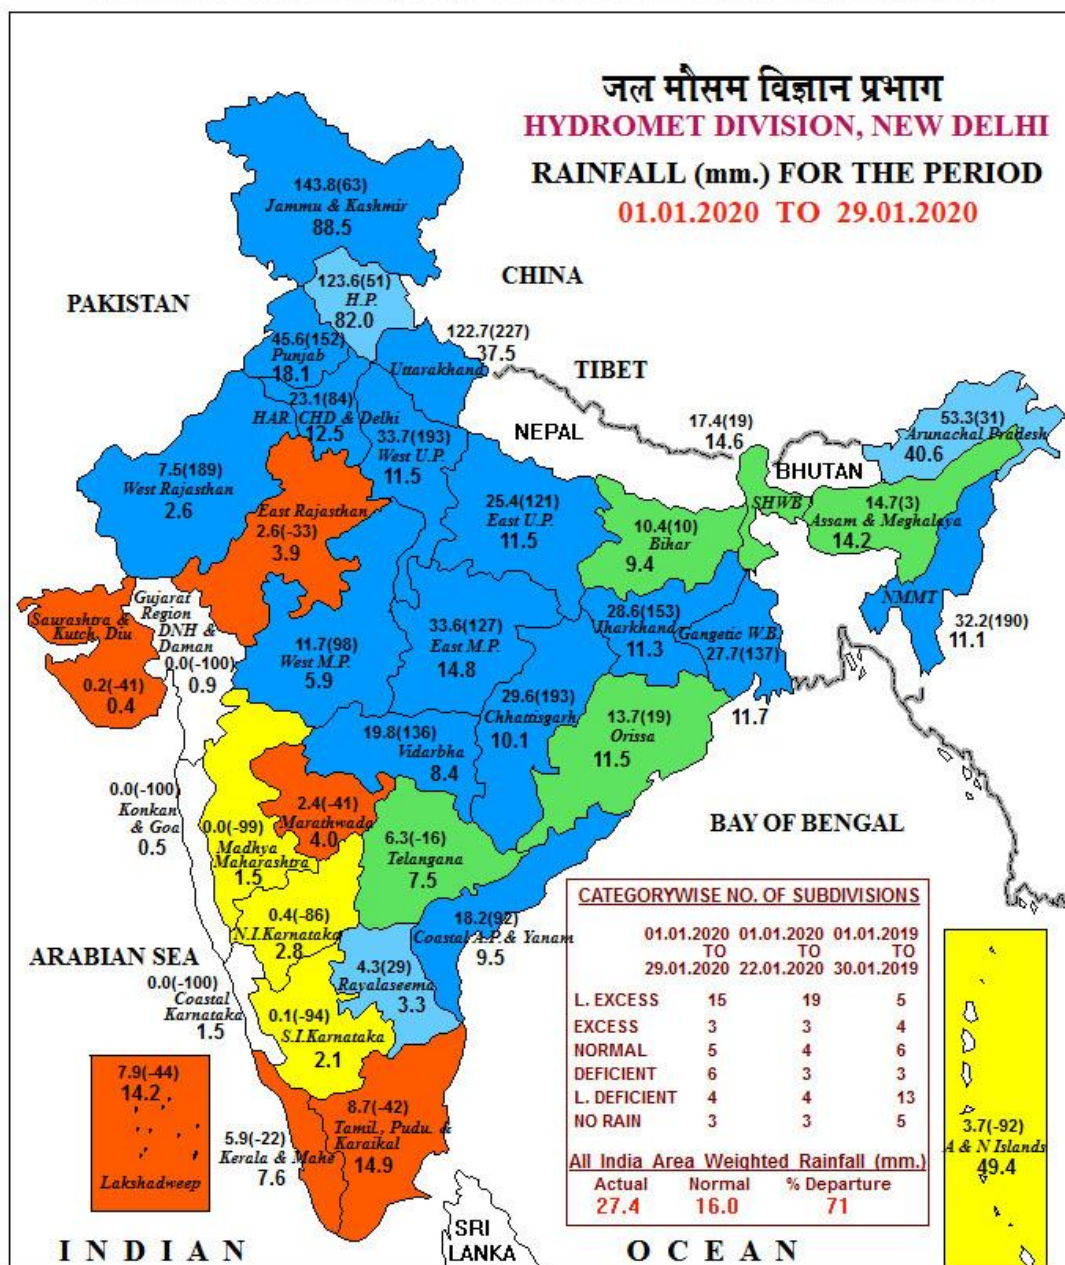 जल मौसम विज्ञान प्रभाग
HYDROMET DIVISION, NEW DELHI
RAINFALL (mm.) FOR THE PERIOD
01.01.2020 TO 29.01.2020
143.8(63)
Jammu & Kashmir
88.5
CHINA
123.6(51)
H.P.
82.0
PAKISTAN
45.6(152)
Punjab
18.1
122.7(227)
37.5
Uttarakhand
TIBET
23.1(84)
HAR. CHD & Delhi
12.5
NEPAL
33.7(193)
West U.P.
11.5
17.4(19)
14.6
SHWB
BHUTAN
53.3(31)
Arunachal Pradesh
40.6
7.5(189)
West Rajasthan
2.6
East Rajasthan
2.6(-33)
3.9
25.4(121)
East U.P.
11.5
10.4(10)
Bihar
9.4
14.7(3)
Assam & Meghalaya
14.2
NMMT
32.2(190)
11.1
Gujarat
Region
DNH &
Daman
0.0(-100)
0.9
Saurashtra &
Kutch, Diu
0.2(-41)
0.4
11.7(98)
West M.P.
5.9
33.6(127)
East M.P.
14.8
28.6(153)
Jharkhand
11.3
Gangetic W.B.
27.7(137)
11.7
29.6(193)
Chhattisgarh
10.1
13.7(19)
Orissa
11.5
19.8(136)
Vidarbha
8.4
0.0(-100)
Konkan
& Goa
0.5
0.0(-99)
Madhya
Maharashtra
1.5
2.4(-41)
Marathwada
4.0
6.3(-16)
Telangana
7.5
BAY OF BENGAL
0.4(-86)
N.I.Karnataka
2.8
18.2(92)
Coastal A.P.& Yanam
9.5
ARABIAN SEA
0.0(-100)
Coastal
Karnataka
1.5
4.3(29)
Rayalaseema
3.3
0.1(-94)
S.I.Karnataka
2.1
7.9(-44)
14.2
Lakshadweep
5.9(-22)
Kerala & Mahe
7.6
8.7(-42)
Tamil., Pudu. &
Karaikal
14.9
CATEGORYWISE NO. OF SUBDIVISIONS
01.01.2020 01.01.2020 01.01.2019
TO TO TO
29.01.2020 22.01.2020 30.01.2019
L. EXCESS 15 19 5
EXCESS 3 3 4
NORMAL 5 4 6
DEFICIENT 6 3 3
L. DEFICIENT 4 4 13
NO RAIN 3 3 5
All India Area Weighted Rainfall (mm.)
Actual Normal % Departure
27.4 16.0 71
3.7(-92)
A & N Islands
49.4
SRI
LANKA
INDIAN OCEAN